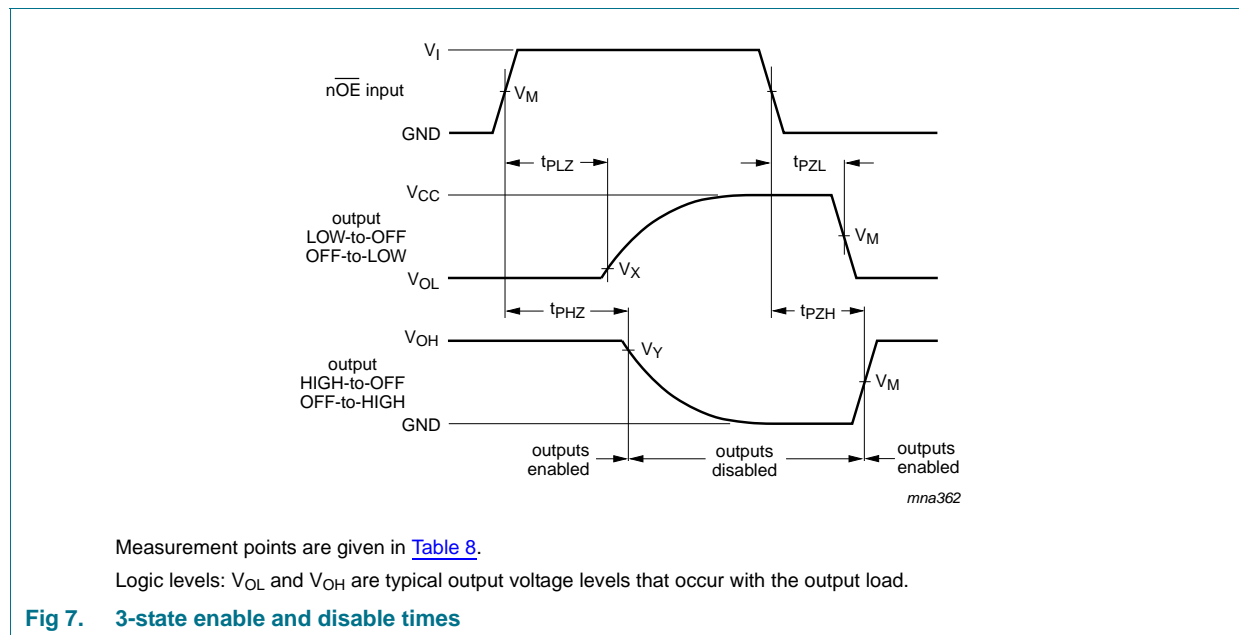 V_I
n\overline{OE} input
V_M
GND
t_PLZ
t_PZL
V_CC
output
LOW-to-OFF
OFF-to-LOW
V_M
V_X
V_OL
t_PHZ
t_PZH
V_OH
V_Y
output
HIGH-to-OFF
OFF-to-HIGH
V_M
GND
outputs
enabled
outputs
disabled
outputs
enabled
mna362
Measurement points are given in Table 8.
Logic levels: V_OL and V_OH are typical output voltage levels that occur with the output load.
Fig 7. 3-state enable and disable times